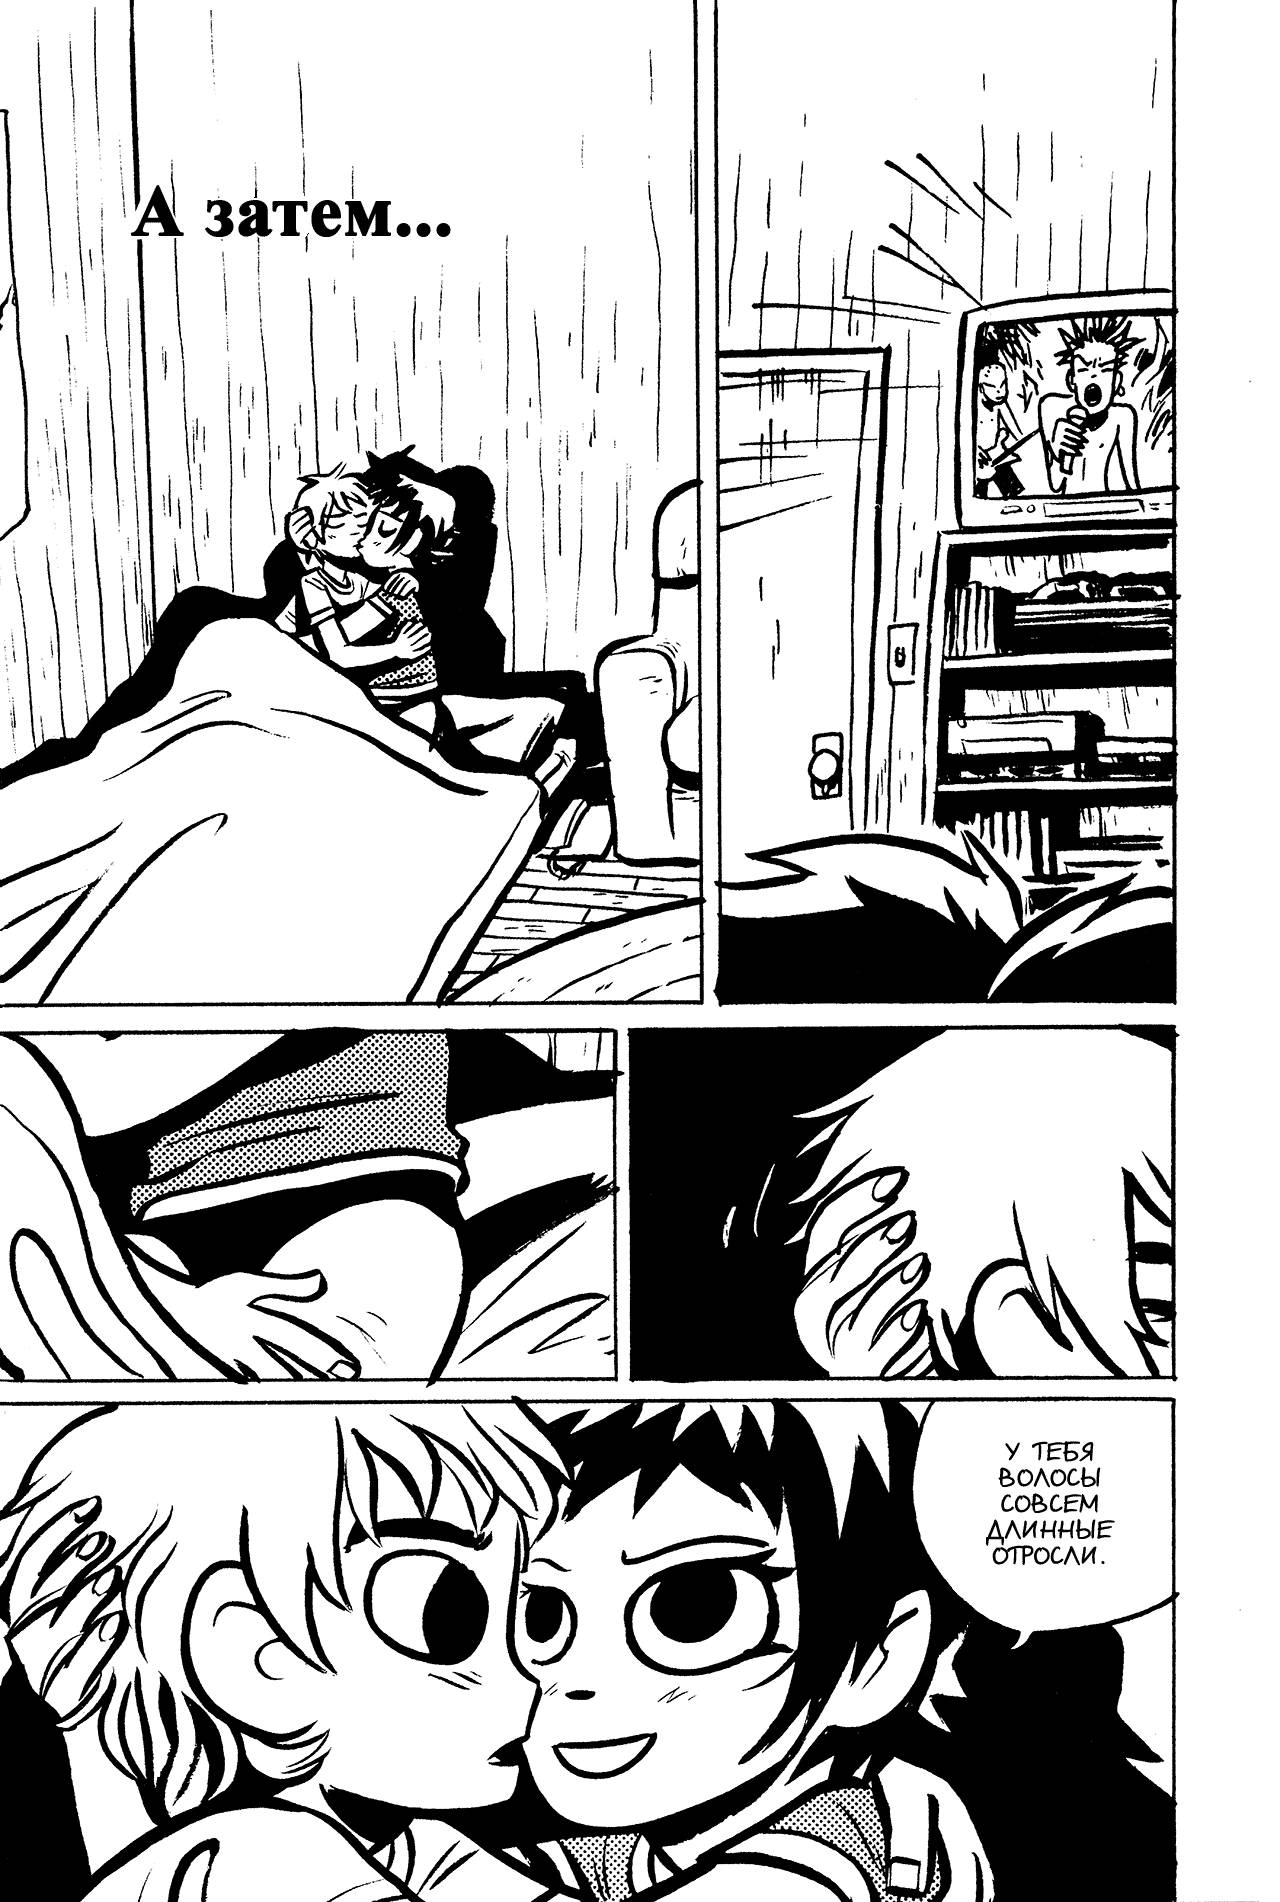 А затем...
У ТЕБЯ
ВОЛОСЫ
СОВСЕМ
ДЛИННЫЕ
ОТРОСЛИ.